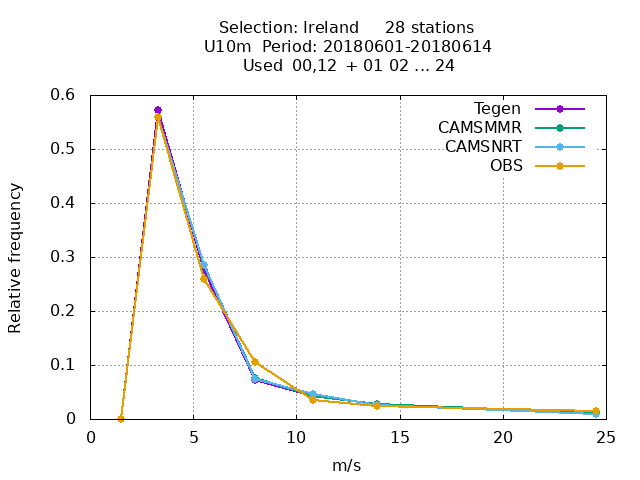 Selection: Ireland 28 stations
U10m Period: 20180601-20180614
Used 00,12 + 01 02 ... 24
Tegen
CAMSMMR
CAMSNRT
OBS
Relative frequency
0.6
0.5
0.4
0.3
0.2
0.1
0
0 5 10 15 20 25
m/s